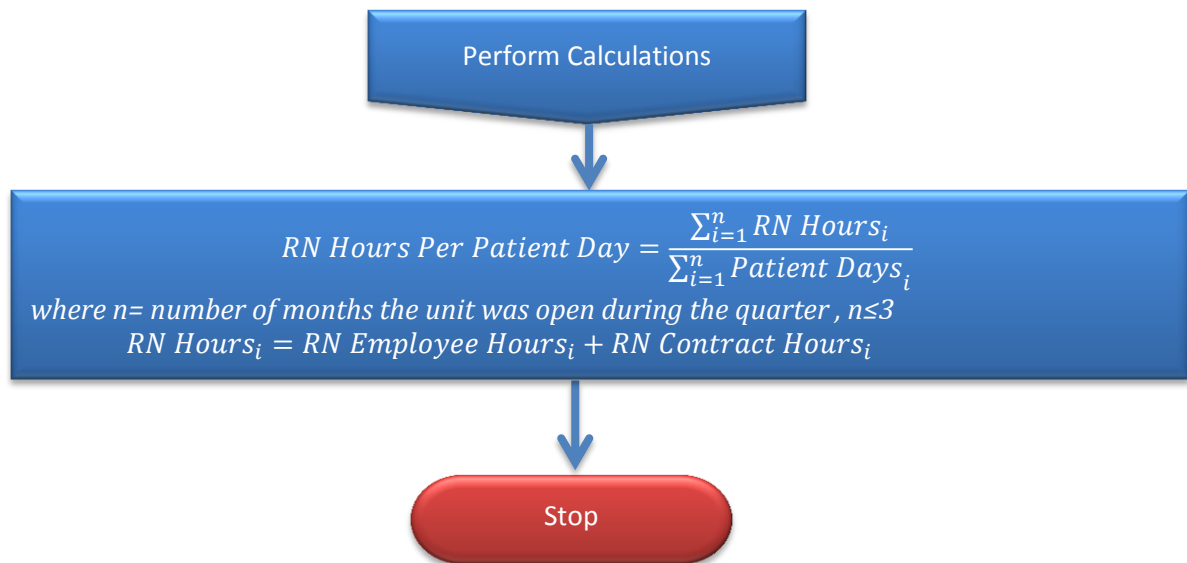 Perform Calculations
RN Hours Per Patient Day = ∑ⁿᵢ₌₁ RN Hoursᵢ / ∑ⁿᵢ₌₁ Patient Daysᵢ
where n= number of months the unit was open during the quarter , n≤3
RN Hoursᵢ = RN Employee Hoursᵢ + RN Contract Hoursᵢ
Stop